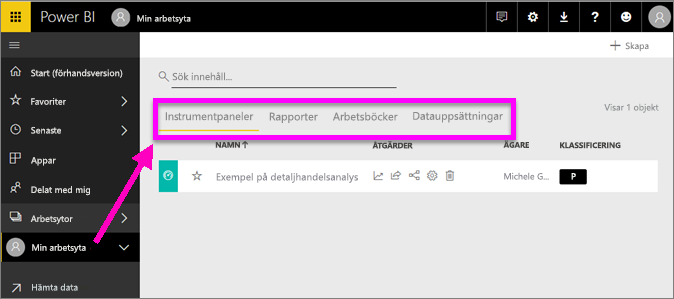 Power BI Min arbetsyta ?
+ Skapa
Start (förhandsversion)
Favoriter
Senaste
Appar
Delat med mig
Arbetsytor
Min arbetsyta
Hämta data
Sök innehåll...
Instrumentpaneler Rapporter Arbetsböcker Datauppsättningar
Visar 1 objekt
NAMN↑ ÅTGÄRDER ÄGARE KLASSIFICERING
Exempel på detaljhandelsanalys Michele G... P